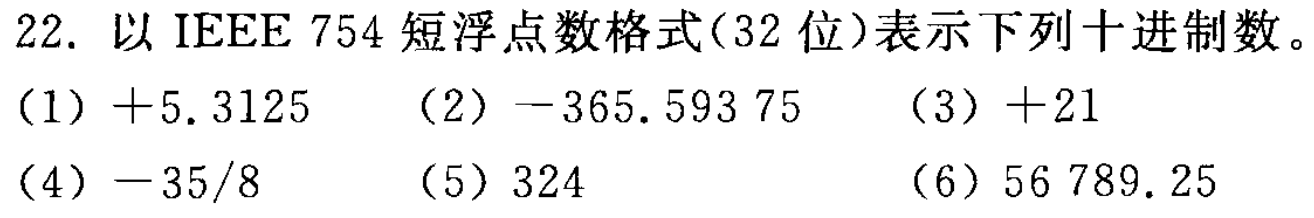 22. 以 IEEE 754 短浮点数格式(32 位)表示下列十进制数。
(1) +5.3125 (2) -365.593 75 (3) +21
(4) -35/8 (5) 324 (6) 56 789.25